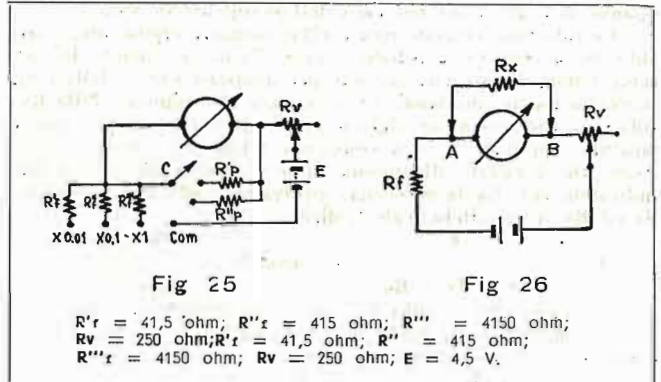 Rx
Rv
Rv
C
R'p
E
A
B
R"p
Rf
X 0.01 X0,1 X1 Com
Fig 25
Fig 26
R'r = 41,5 ohm; R''r = 415 ohm; R''' = 4150 ohm;
Rv = 250 ohm; R'r = 41,5 ohm; R'' = 415 ohm;
R'''r = 4150 ohm; Rv = 250 ohm; E = 4,5 V.